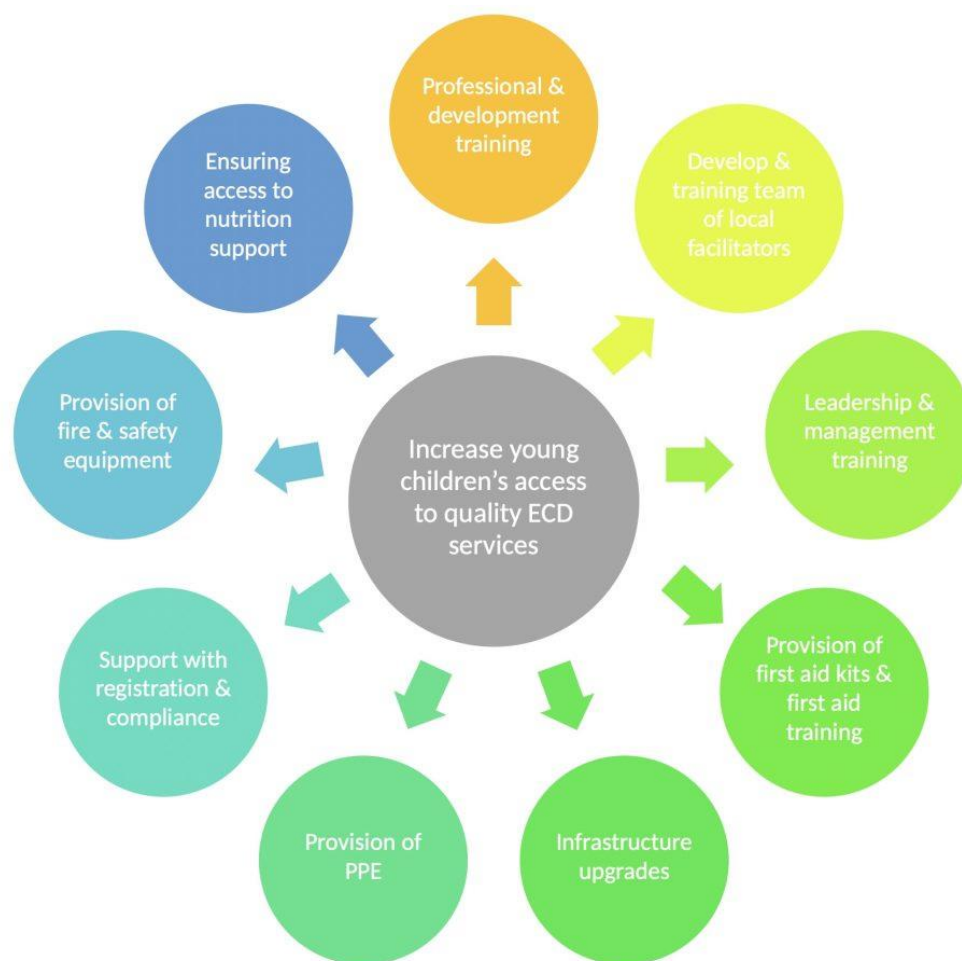 Professional &
development
training
Develop &
training team
of local
facilitators
Leadership &
management
training
Provision of
first aid kits &
first aid
training
Infrastructure
upgrades
Provision of
PPE
Support with
registration &
compliance
Provision of
fire & safety
equipment
Ensuring
access to
nutrition
support
Increase young
children’s access
to quality ECD
services